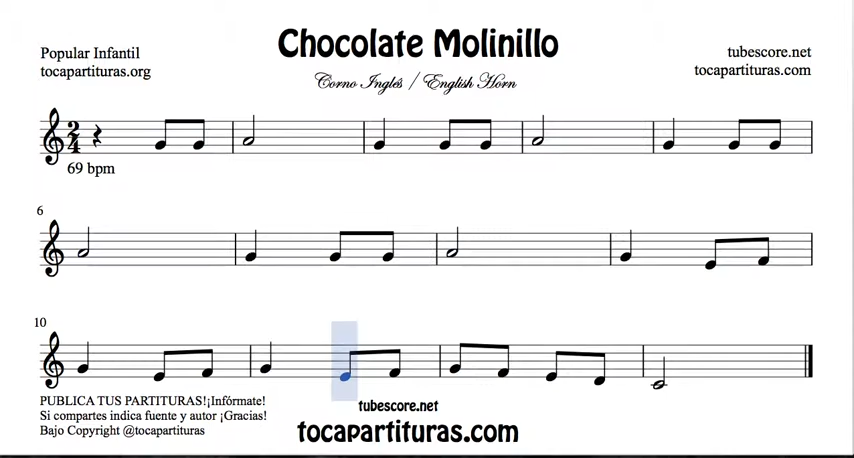 Chocolate Molinillo
Popular Infantil
tubescore.net
tocapartituras.org
Corno Inglês / English Horn
tocapartituras.com
2
4
69 bpm
6
10
PUBLICA TUS PARTITURAS!¡Infórmate!
Si compartes indica fuente y autor ¡Gracias!
Bajo Copyright @tocapartituras
tubescore.net
tocapartituras.com